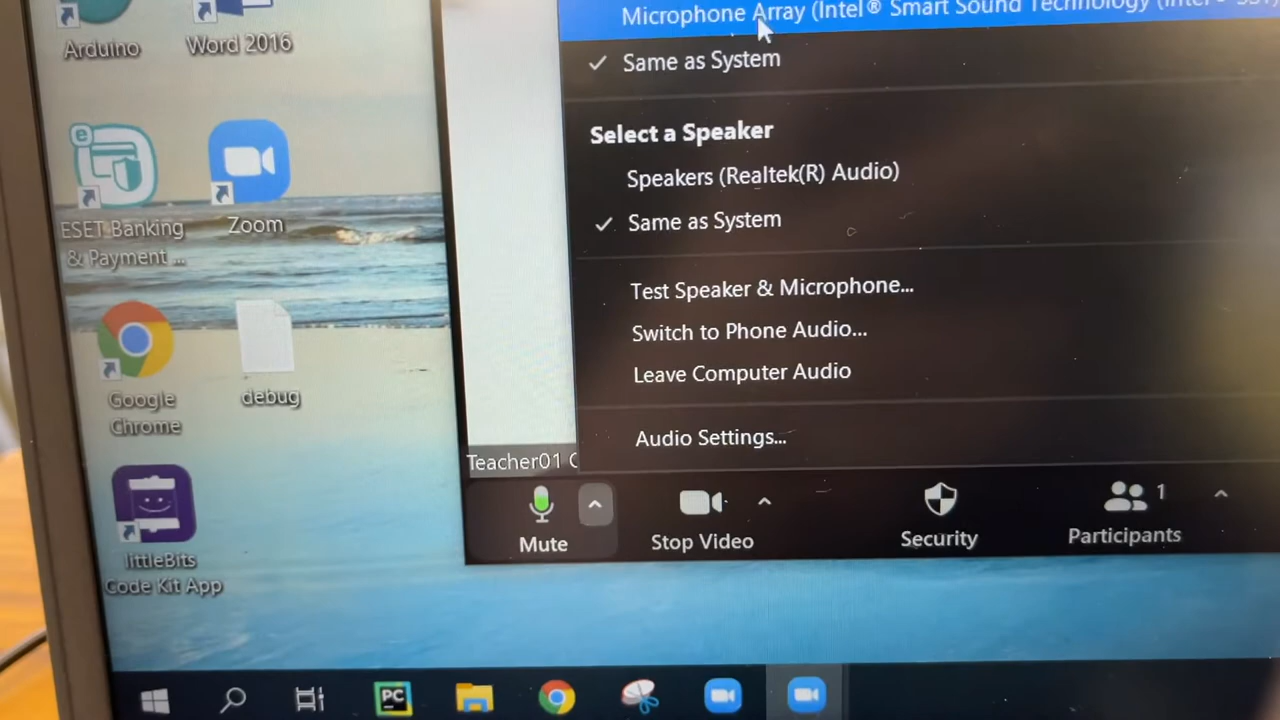 Arduino
Word 2016
ESET Banking
& Payment ...
Zoom
Google
Chrome
debug
littleBits
Code Kit App
Microphone Array (Intel® Smart Sound Technology (Intel®
Same as System
Select a Speaker
Speakers (Realtek(R) Audio)
Same as System
Test Speaker & Microphone...
Switch to Phone Audio...
Leave Computer Audio
Audio Settings...
Teacher01
Mute
Stop Video
Security
1
Participants
PC